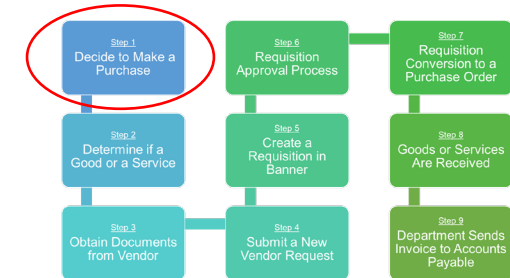 Step 1
Decide to Make a
Purchase
Step 2
Determine if a
Good or a Service
Step 3
Obtain Documents
from Vendor
Step 4
Submit a New
Vendor Request
Step 5
Create a
Requisition in
Banner
Step 6
Requisition
Approval Process
Step 7
Requisition
Conversion to a
Purchase Order
Step 8
Goods or Services
Are Received
Step 9
Department Sends
Invoice to Accounts
Payable